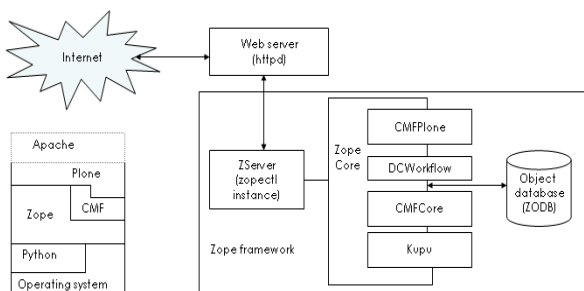 Internet
Web server
(httpd)
Apache
Plone
Zope
CMF
Python
Operating system
ZServer
(zopectl
instance)
Zope framework
Zope
Core
CMFPlone
DCWorkflow
CMFCore
Kupu
Object
database
(ZODB)